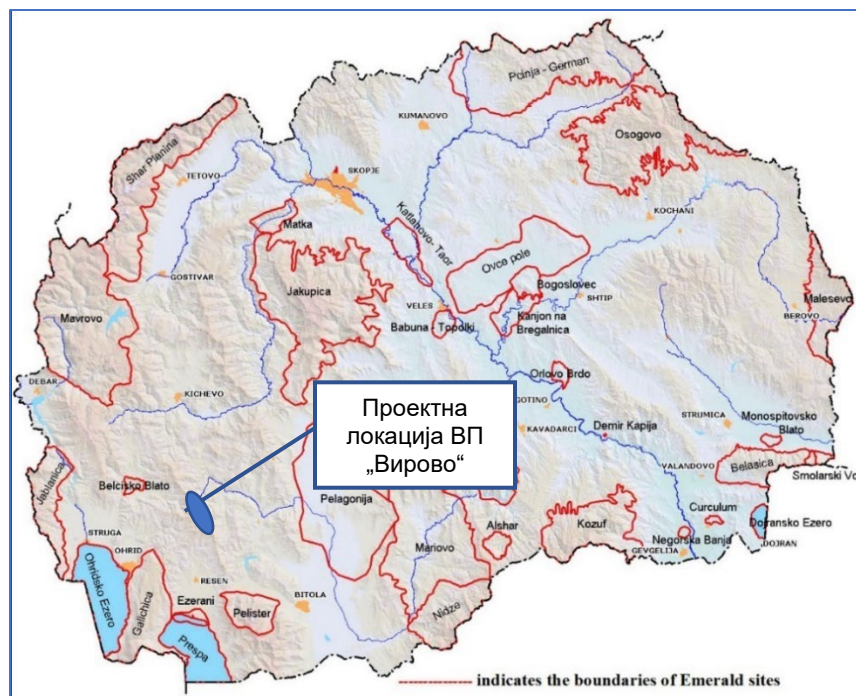 Pcinja - German
KUMANOVO
Osogovo
Shar Planina
TETOVO
SKOPJE
KOCHANI
Matka
Katlahovo- Taor
Ovce pole
GOSTIVAR
Jakupica
Bogoslovec
SHTIP
Malesevo
Mavrovo
VELES
Kanjon na
Bregalnica
Babuna - Topolki
BEROVO
DEBAR
Orlovo Brdo
KICHEVO
Проектна
локација ВП
„Вирово“
GOTINO
KAVADARCI
Demir Kapija
STRUMICA
Monospitovsko
Blato
Jablanica
Belcisko Blato
Pelagonija
VALANDOVO
Belasica
Smolarski Vo
STRUGA
Alshar
Kozuf
Curculum
Dojransko Ezero
Mariovo
Negorska Banja
DOJRAN
GEVGELIJA
OHRID
Ohridsko Ezero
Galichica
RESEN
Ezerani
Pelister
BITOLA
Nidze
Prespa
indicates the boundaries of Emerald sites